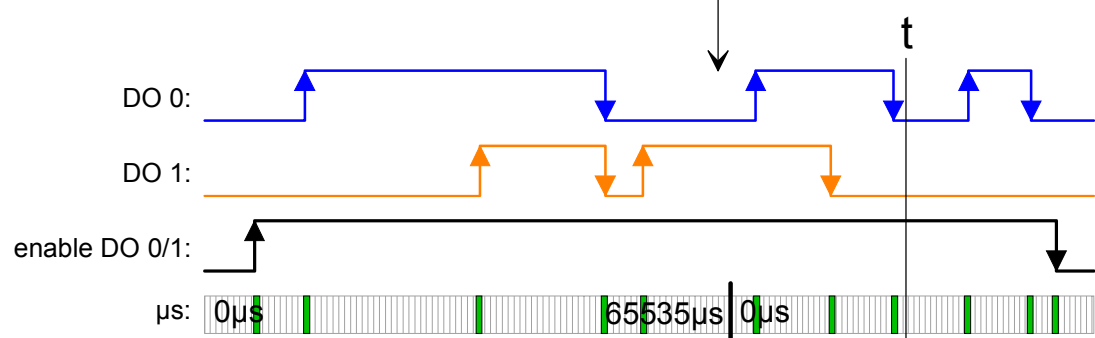 t
DO 0:
DO 1:
enable DO 0/1:
µs: 0µs 65535µs 0µs